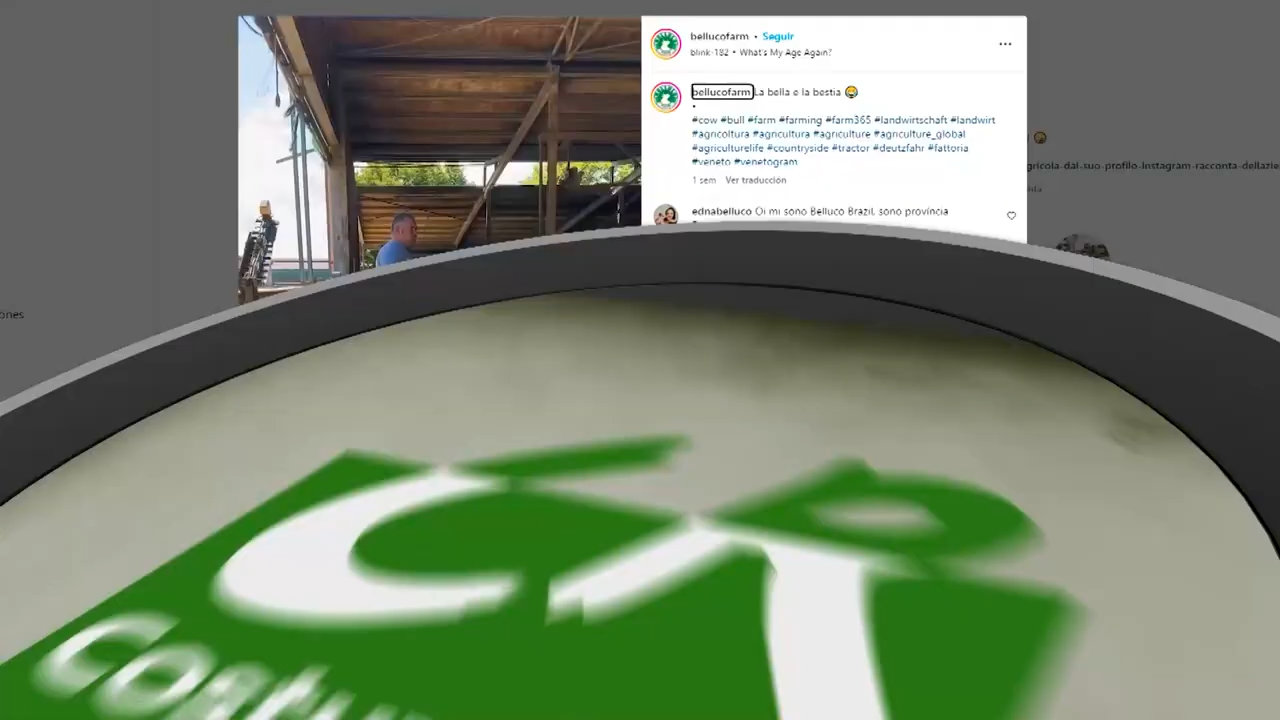 bellucofarm • Seguir
blink-182 • What's My Age Again?
bellucofarm La bella e la bestia 😂
.
#cow #bull #farm #farming #farm365 #landwirtschaft #landwirt
#agricoltura #agricultura #agriculture #agriculture_global
#agriculturelife #countryside #tractor #deutzfahr #fattoria
#veneto #venetogram
1 sem Ver traducción
ednabelluco Oi mi sono Belluco Brazil, sono província
gricola-dal-suo-profilo-instagram-racconta-dellazie
ones
CR